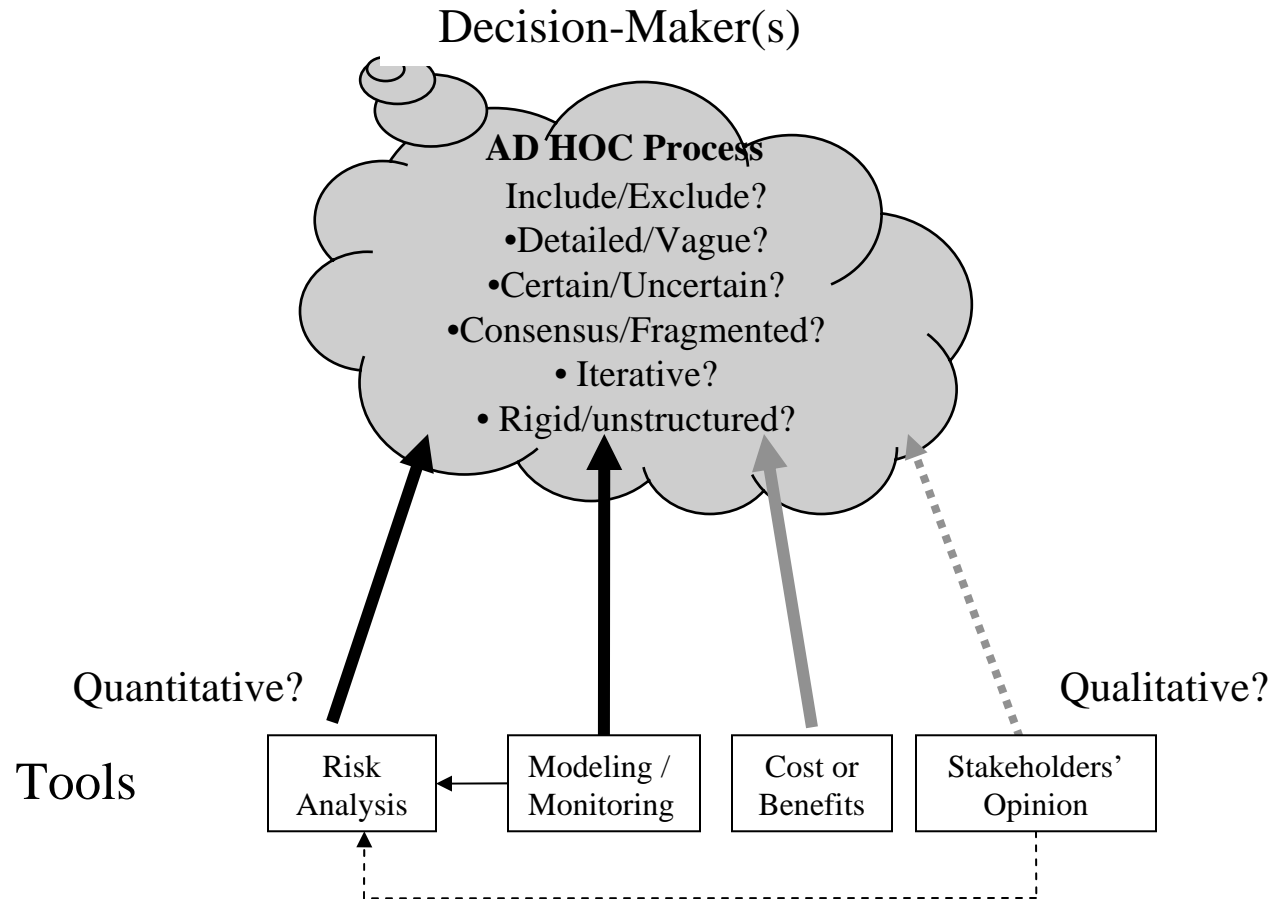 Decision-Maker(s)
AD HOC Process
Include/Exclude?
•Detailed/Vague?
•Certain/Uncertain?
•Consensus/Fragmented?
• Iterative?
• Rigid/unstructured?
Quantitative?
Qualitative?
Tools
Risk
Analysis
Modeling /
Monitoring
Cost or
Benefits
Stakeholders’
Opinion